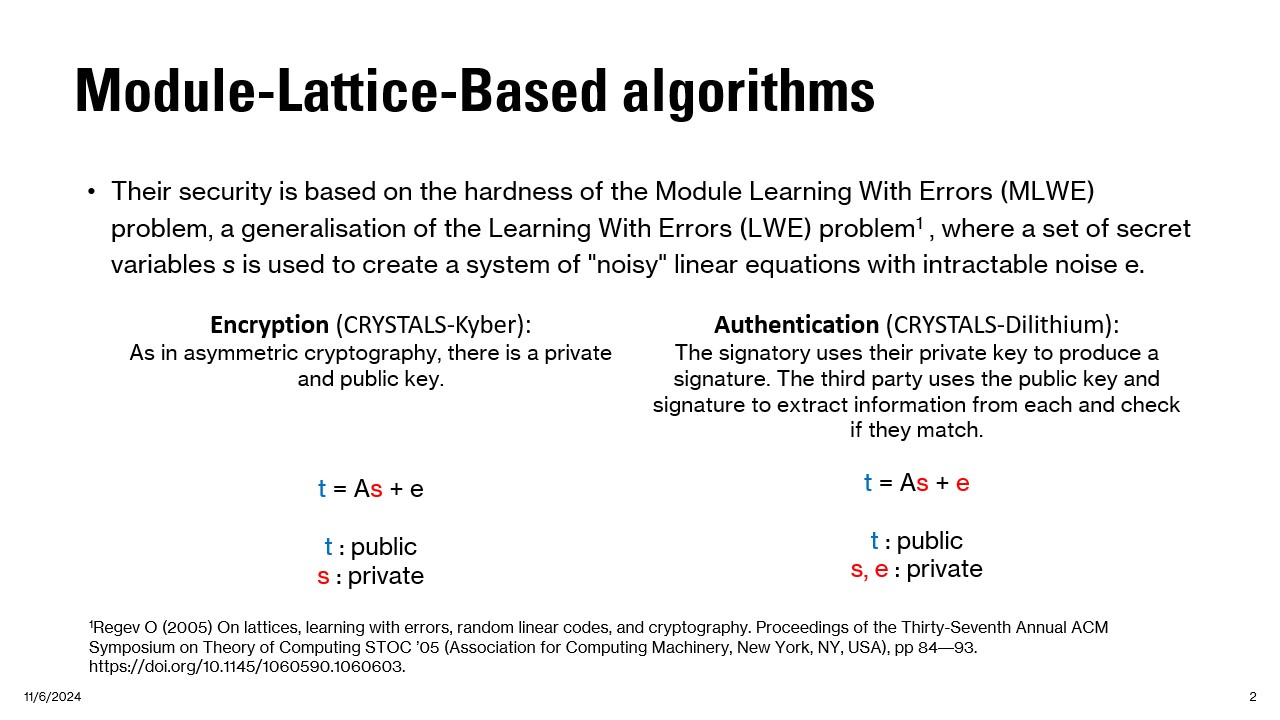 Module-Lattice-Based algorithms
• Their security is based on the hardness of the Module Learning With Errors (MLWE)
problem, a generalisation of the Learning With Errors (LWE) problem¹ , where a set of secret
variables s is used to create a system of "noisy" linear equations with intractable noise e.
Encryption (CRYSTALS-Kyber):
As in asymmetric cryptography, there is a private
and public key.
t = As + e
t : public
s : private
Authentication (CRYSTALS-Dilithium):
The signatory uses their private key to produce a
signature. The third party uses the public key and
signature to extract information from each and check
if they match.
t = As + e
t : public
s, e : private
¹Regev O (2005) On lattices, learning with errors, random linear codes, and cryptography. Proceedings of the Thirty-Seventh Annual ACM
Symposium on Theory of Computing STOC ’05 (Association for Computing Machinery, New York, NY, USA), pp 84—93.
https://doi.org/10.1145/1060590.1060603.
11/6/2024
2